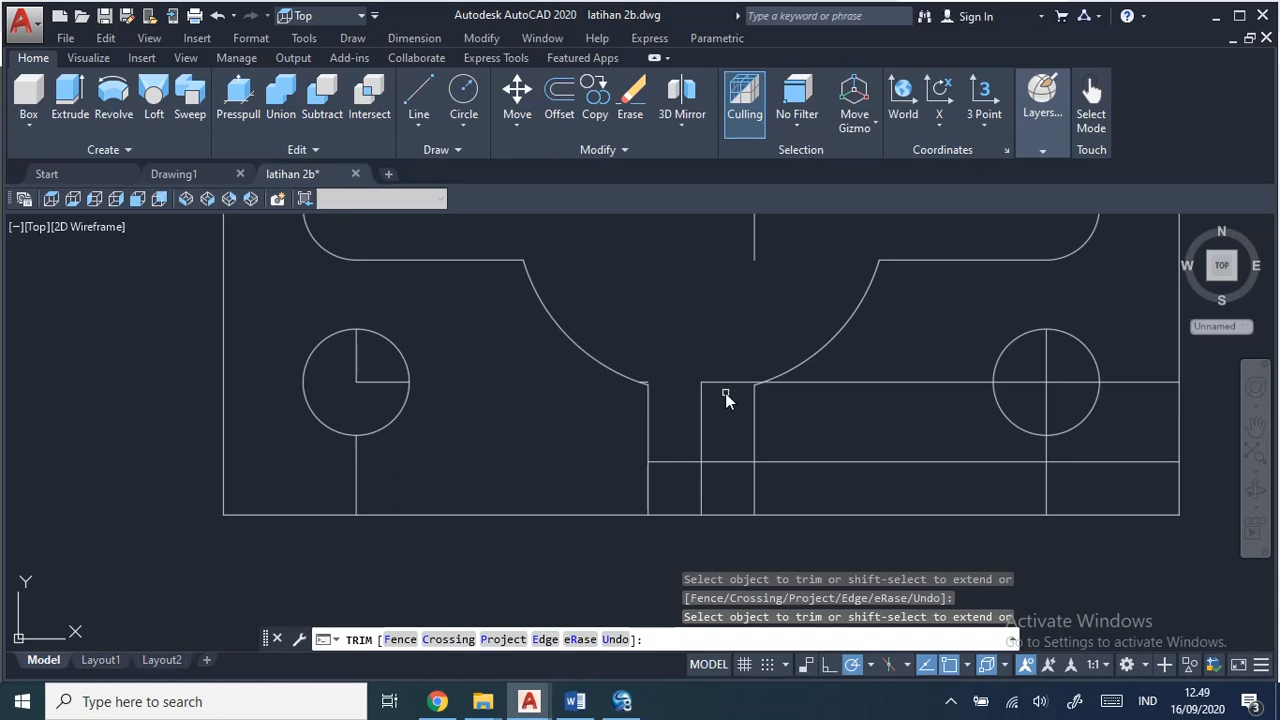 Top
Autodesk AutoCAD 2020 latihan 2b.dwg
Type a keyword or phrase
Sign In
File Edit View Insert Format Tools Draw Dimension Modify Window Help Express Parametric
Home Visualize Insert View Manage Output Add-ins Collaborate Express Tools Featured Apps
Box Extrude Revolve Loft Sweep Presspull Union Subtract Intersect Line Circle Move Offset Copy Erase 3D Mirror Culling No Filter Move Gizmo World X 3 Point Layers... Select Mode
Create Edit Draw Modify Selection Coordinates Touch
Start Drawing1 latihan 2b*
[−][Top][2D Wireframe]
N
W TOP E
S
Unnamed
Select object to trim or shift-select to extend or
[Fence/Crossing/Project/Edge/eRase/Undo]:
Select object to trim or shift-select to extend or
Y
X
TRIM [Fence Crossing Project Edge eRase Undo]:
Activate Windows
Go to Settings to activate Windows.
Model Layout1 Layout2 +
MODEL 1:1
Type here to search
IND
12.49
16/09/2020
3